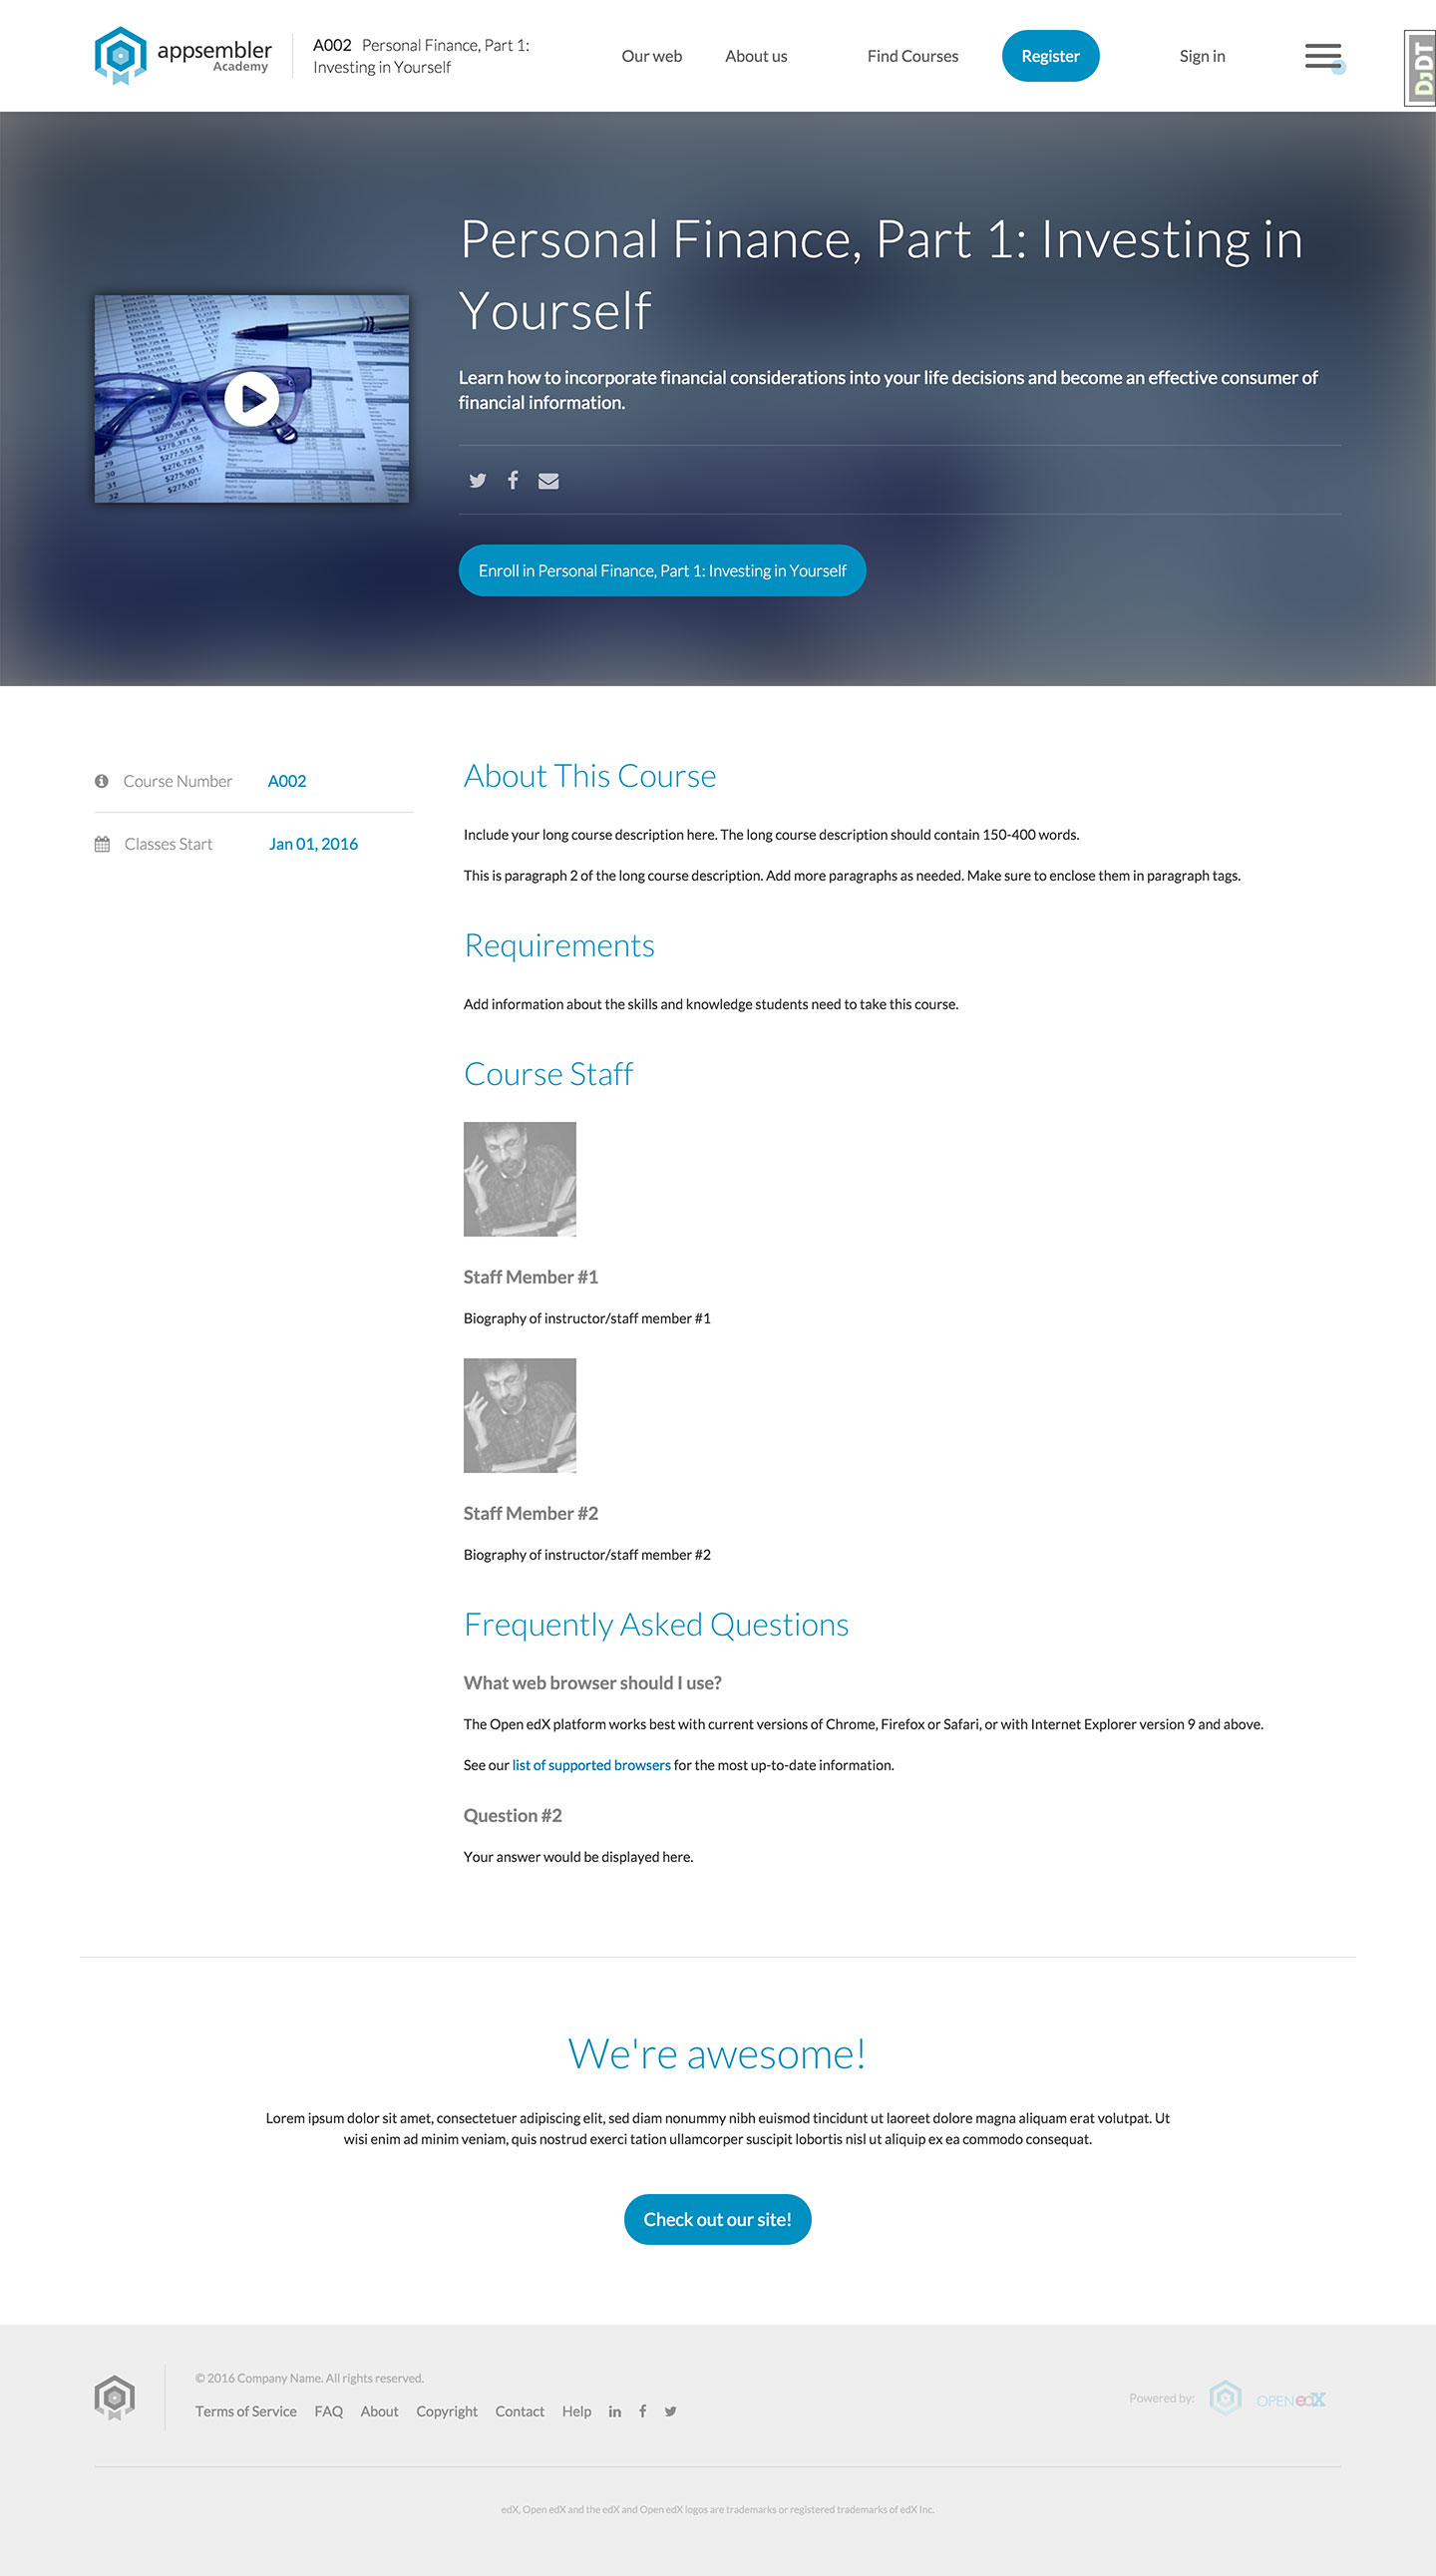 appsembler
Academy
A002 Personal Finance, Part 1:
Investing in Yourself
Our web
About us
Find Courses
Register
Sign in
DJDT
Personal Finance, Part 1: Investing in
Yourself
Learn how to incorporate financial considerations into your life decisions and become an effective consumer of
financial information.
Enroll in Personal Finance, Part 1: Investing in Yourself
Course Number A002
Classes Start Jan 01, 2016
About This Course
Include your long course description here. The long course description should contain 150-400 words.
This is paragraph 2 of the long course description. Add more paragraphs as needed. Make sure to enclose them in paragraph tags.
Requirements
Add information about the skills and knowledge students need to take this course.
Course Staff
Staff Member #1
Biography of instructor/staff member #1
Staff Member #2
Biography of instructor/staff member #2
Frequently Asked Questions
What web browser should I use?
The Open edX platform works best with current versions of Chrome, Firefox or Safari, or with Internet Explorer version 9 and above.
See our list of supported browsers for the most up-to-date information.
Question #2
Your answer would be displayed here.
We're awesome!
Lorem ipsum dolor sit amet, consectetuer adipiscing elit, sed diam nonummy nibh euismod tincidunt ut laoreet dolore magna aliquam erat volutpat. Ut
wisi enim ad minim veniam, quis nostrud exerci tation ullamcorper suscipit lobortis nisl ut aliquip ex ea commodo consequat.
Check out our site!
© 2016 Company Name. All rights reserved.
Terms of Service FAQ About Copyright Contact Help
Powered by: OPEN edX
edX, Open edX and the edX and Open edX logos are trademarks or registered trademarks of edX Inc.